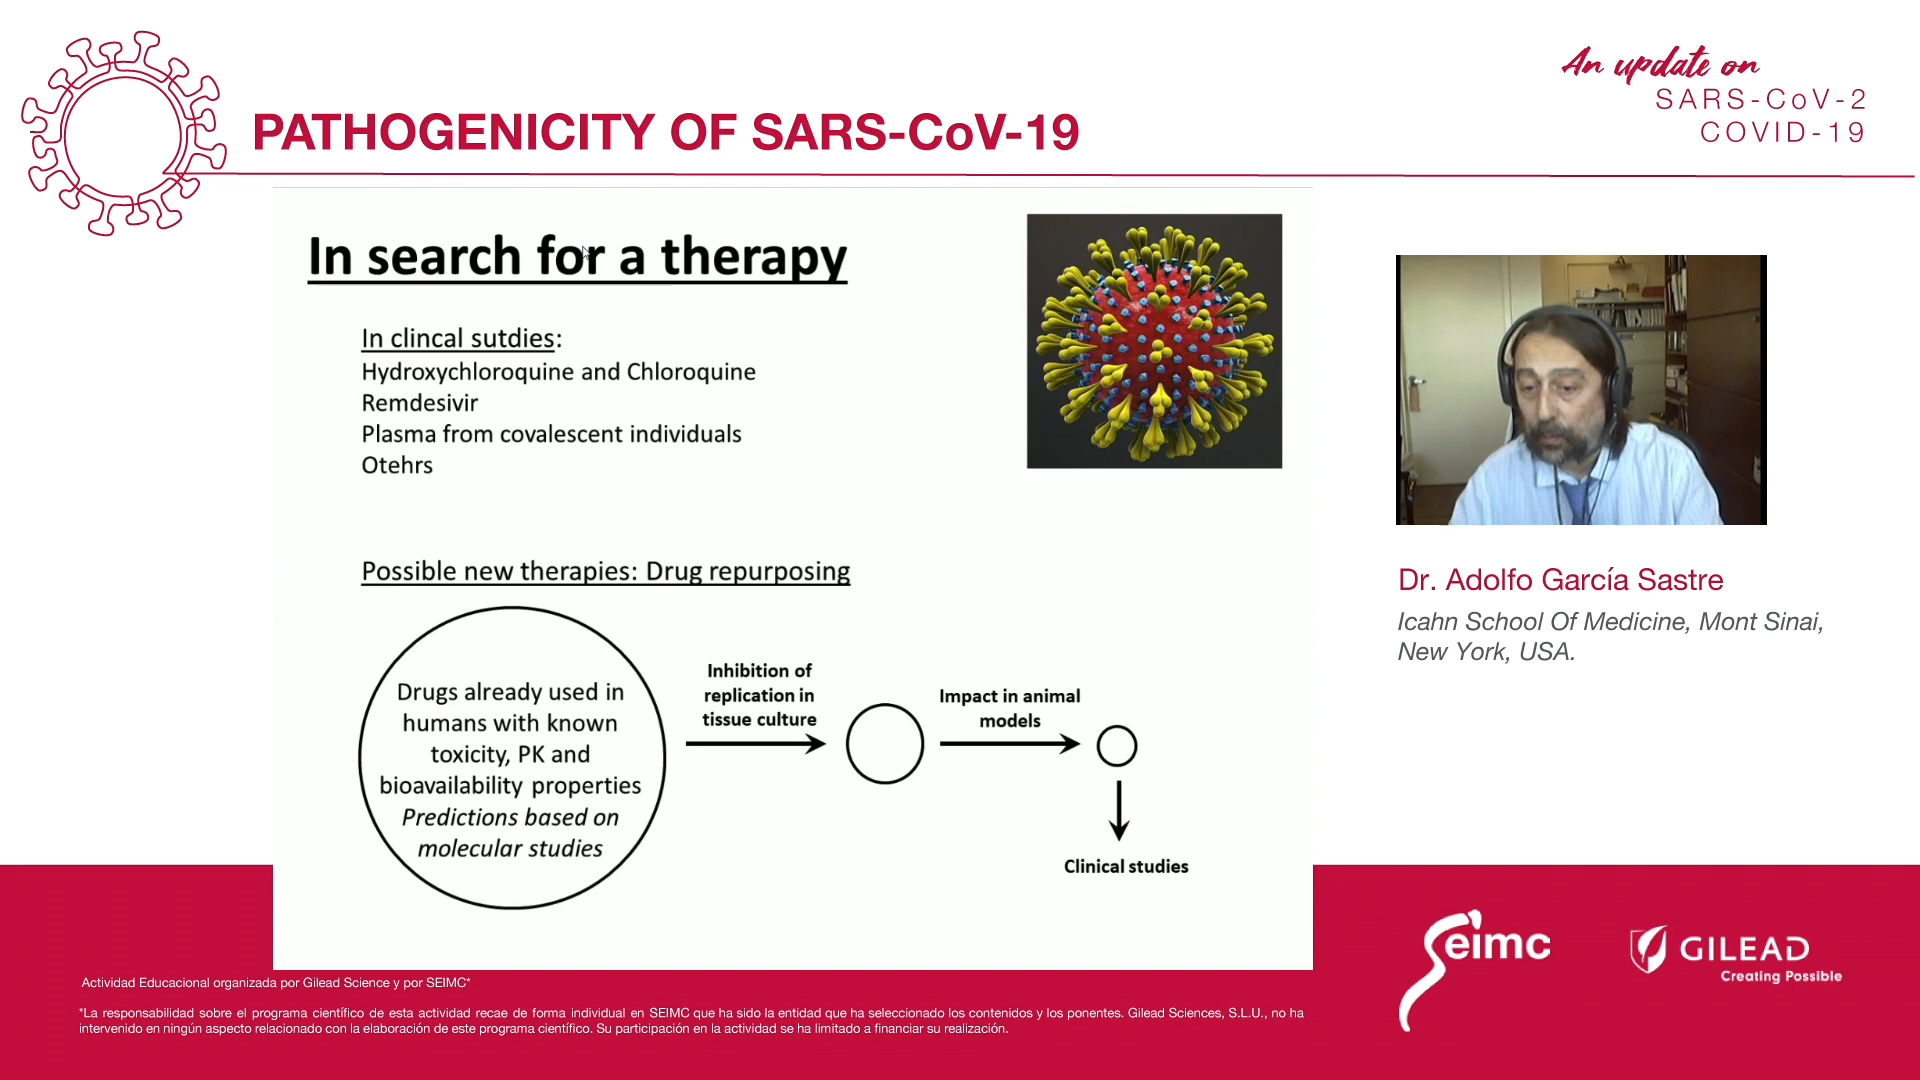 An update on
SARS-CoV-2
COVID-19
PATHOGENICITY OF SARS-CoV-19
In search for a therapy
In clincal sutdies:
Hydroxychloroquine and Chloroquine
Remdesivir
Plasma from covalescent individuals
Otehrs
Possible new therapies: Drug repurposing
Drugs already used in
humans with known
toxicity, PK and
bioavailability properties
Predictions based on
molecular studies
Inhibition of
replication in
tissue culture
Impact in animal
models
Clinical studies
Dr. Adolfo García Sastre
Icahn School Of Medicine, Mont Sinai,
New York, USA.
Seimc
GILEAD
Creating Possible
Actividad Educacional organizada por Gilead Science y por SEIMC*
*La responsabilidad sobre el programa científico de esta actividad recae de forma individual en SEIMC que ha sido la entidad que ha seleccionado los contenidos y los ponentes. Gilead Sciences, S.L.U., no ha
intervenido en ningún aspecto relacionado con la elaboración de este programa científico. Su participación en la actividad se ha limitado a financiar su realización.